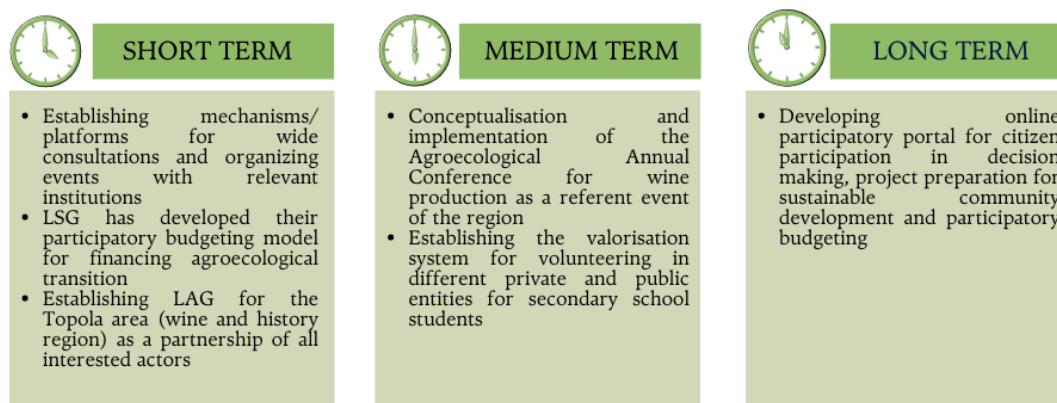 SHORT TERM
• Establishing mechanisms/
platforms for wide
consultations and organizing
events with relevant
institutions
• LSG has developed their
participatory budgeting model
for financing agroecological
transition
• Establishing LAG for the
Topola area (wine and history
region) as a partnership of all
interested actors
MEDIUM TERM
• Conceptualisation and
implementation of the
Agroecological Annual
Conference for wine
production as a referent event
of the region
• Establishing the valorisation
system for volunteering in
different private and public
entities for secondary school
students
LONG TERM
• Developing online
participatory portal for citizen
participation in decision
making, project preparation for
sustainable community
development and participatory
budgeting